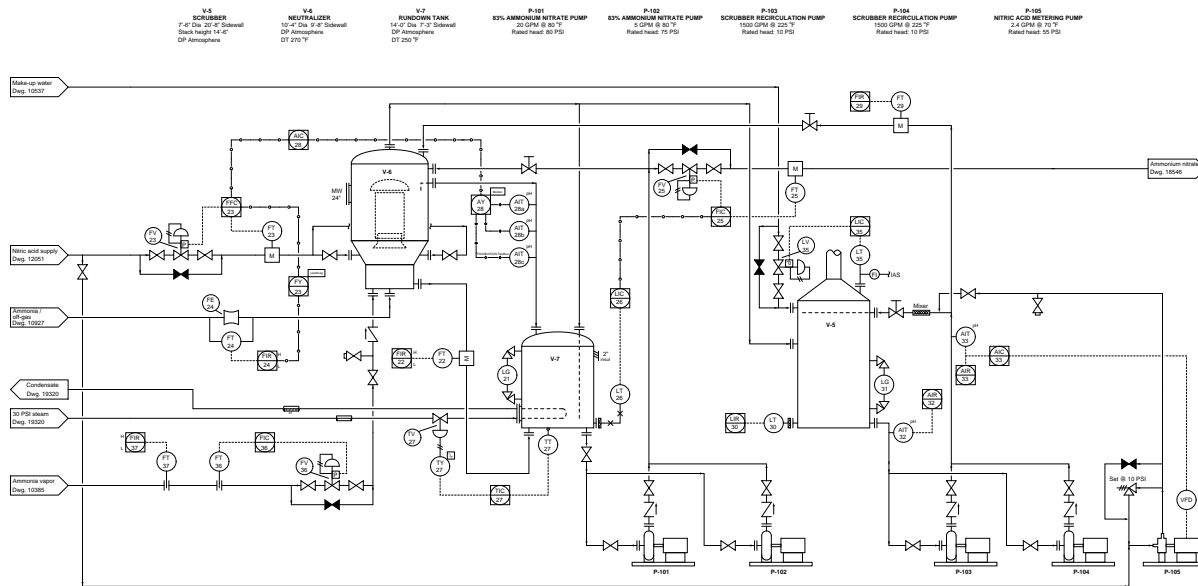 V-5
SCRUBBER
7'-6" Dia  20'-8" Sidewall
Stack height 14'-6"
DP Atmosphere
V-6
NEUTRALIZER
10'-4" Dia  9'-8" Sidewall
DP Atmosphere
DT 270 °F
V-7
RUNDOWN TANK
14'-0" Dia  7'-3" Sidewall
DP Atmosphere
DT 250 °F
P-101
83% AMMONIUM NITRATE PUMP
20 GPM @ 80 °F
Rated head: 80 PSI
P-102
83% AMMONIUM NITRATE PUMP
5 GPM @ 80 °F
Rated head: 75 PSI
P-103
SCRUBBER RECIRCULATION PUMP
1500 GPM @ 225 °F
Rated head: 10 PSI
P-104
SCRUBBER RECIRCULATION PUMP
1500 GPM @ 225 °F
Rated head: 10 PSI
P-105
NITRIC ACID METERING PUMP
2.4 GPM @ 70 °F
Rated head: 55 PSI
Make-up water
Dwg. 10537
FIR
29
FT
29
M
AIC
28
V-6
MW
24"
FV
25
P
M
FT
25
FIC
25
Ammonium nitrate
Dwg. 18546
FFC
23
FV
23
P
FT
23
M
AY
28
AIT
28a
pH
AIT
28b
pH
AIT
28c
pH
LIC
35
LV
35
P
LT
35
FI
IAS
Nitric acid supply
Dwg. 12051
FY
23
LIC
26
FE
24
Ammonia /
off-gas
Dwg. 10927
FT
24
FIR
24
H
L
V-5
Mixer
AIT
33
pH
AIC
33
AIR
33
FIR
22
H
L
FT
22
M
V-7
2"
LG
21
LT
26
LG
31
AIR
32
Condensate
Dwg. 19320
30 PSI steam
Dwg. 19320
LIR
30
LT
30
AIT
32
pH
FIR
37
H
L
FT
37
FT
36
FIC
36
FV
36
P
TV
27
TY
27
TT
27
TIC
27
Ammonia vapor
Dwg. 10385
Set @ 10 PSI
VFD
P-101
P-102
P-103
P-104
P-105